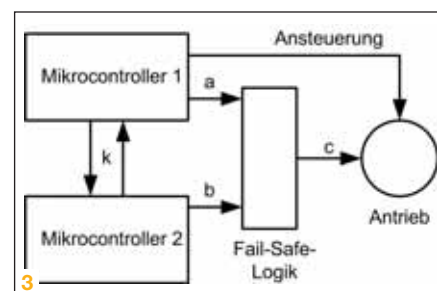 Ansteuerung
Mikrocontroller 1
a
k
c
b
Antrieb
Mikrocontroller 2
Fail-Safe-
Logik
3